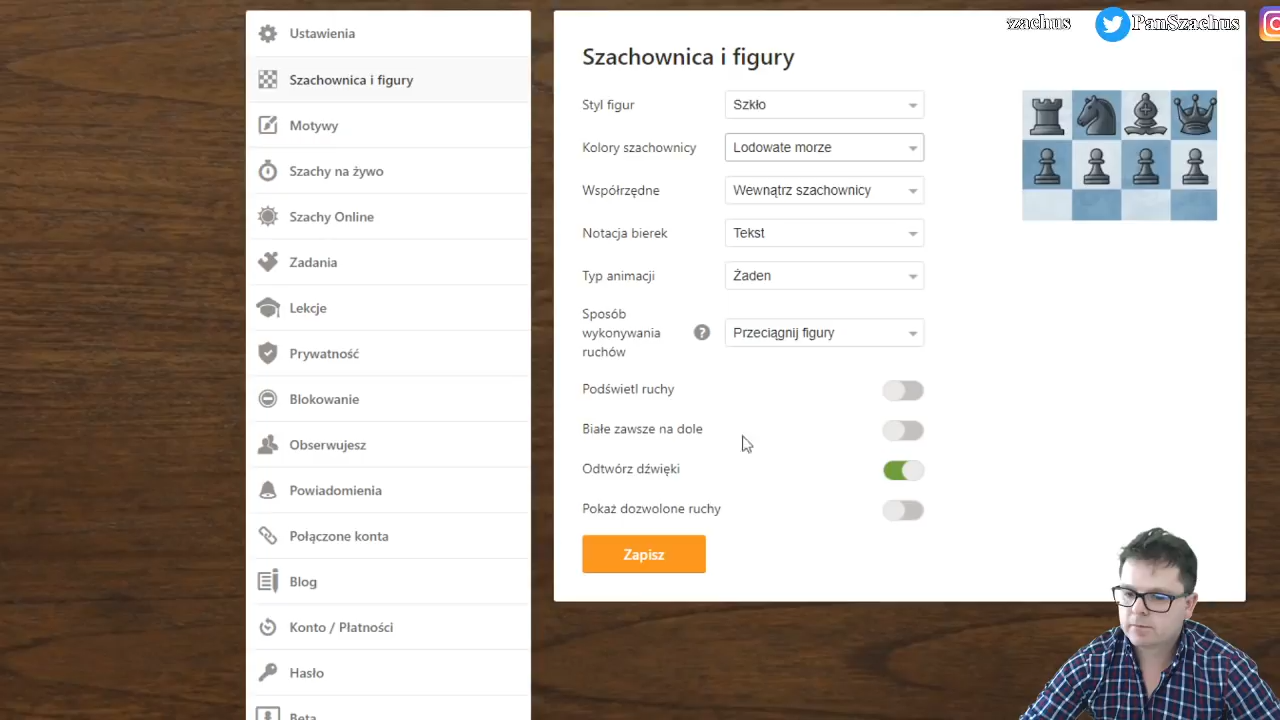 zachus
PanSzachus
Ustawienia
Szachownica i figury
Motywy
Szachy na żywo
Szachy Online
Zadania
Lekcje
Prywatność
Blokowanie
Obserwujesz
Powiadomienia
Połączone konta
Blog
Konto / Płatności
Hasło
Beta
Szachownica i figury
Styl figur
Szkło
Kolory szachownicy
Lodowate morze
Współrzędne
Wewnątrz szachownicy
Notacja bierek
Tekst
Typ animacji
Żaden
Sposób
wykonywania
ruchów
?
Przeciągnij figury
Podświetl ruchy
Białe zawsze na dole
Odtwórz dźwięki
Pokaż dozwolone ruchy
Zapisz